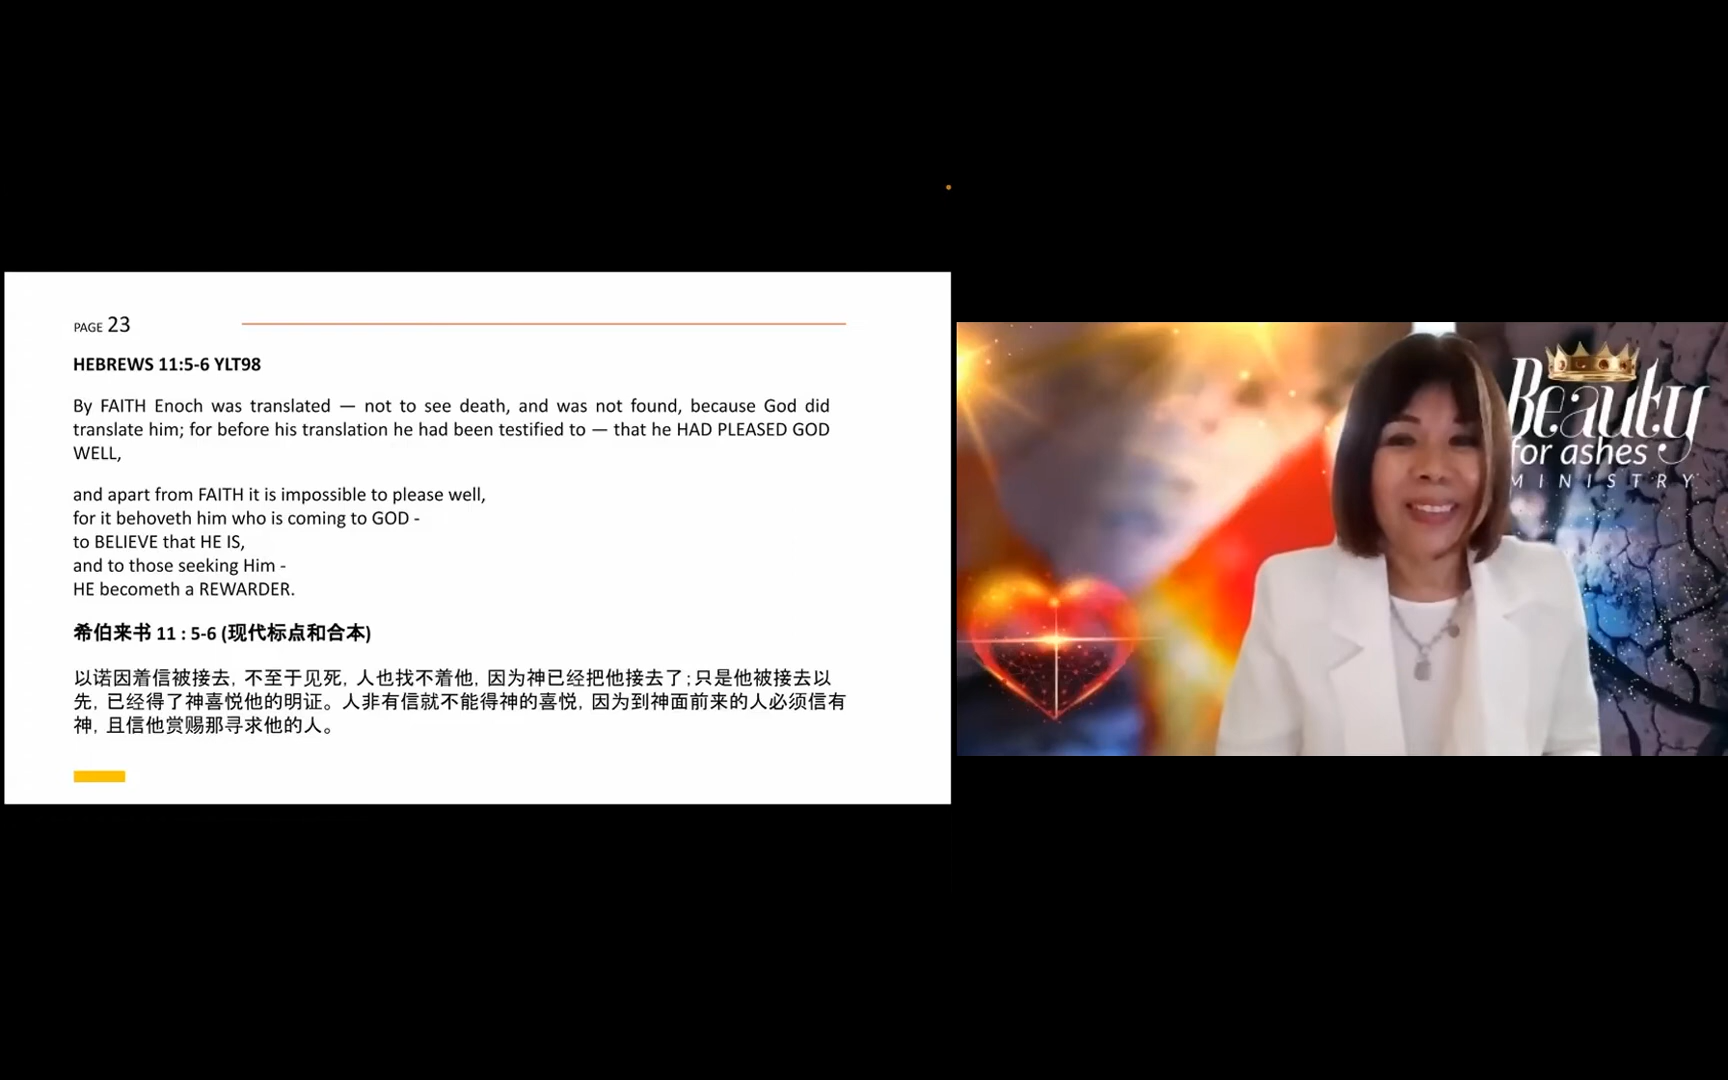 PAGE 23
HEBREWS 11:5-6 YLT98
By FAITH Enoch was translated — not to see death, and was not found, because God did
translate him; for before his translation he had been testified to — that he HAD PLEASED GOD
WELL,
and apart from FAITH it is impossible to please well,
for it behoveth him who is coming to GOD -
to BELIEVE that HE IS,
and to those seeking Him -
HE becometh a REWARDER.
希伯来书 11 : 5-6 (现代标点和合本)
以诺因着信被接去, 不至于见死, 人也找不着他, 因为神已经把他接去了;只是他被接去以
先, 已经得了神喜悦他的明证。人非有信就不能得神的喜悦, 因为到神面前来的人必须信有
神, 且信他赏赐那寻求他的人。
Beauty
for ashes
MINISTRY